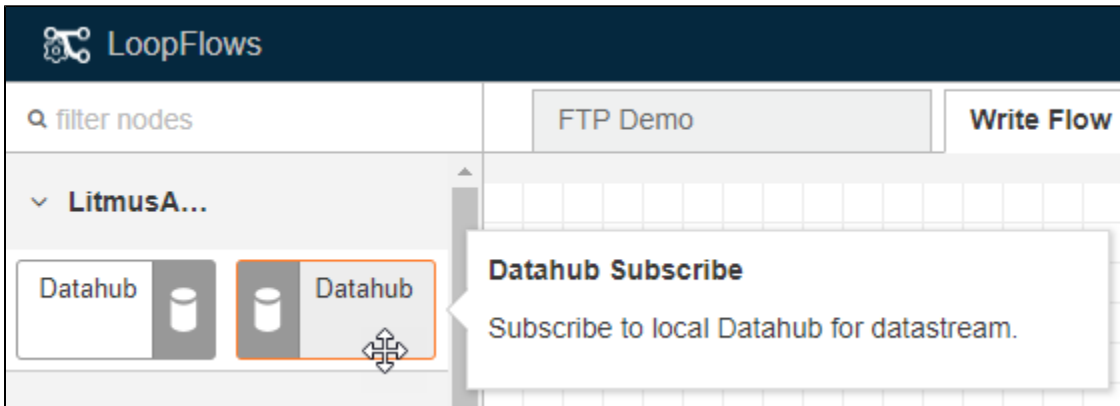 LoopFlows
filter nodes
FTP Demo
Write Flow
LitmusA...
Datahub
Datahub
Datahub Subscribe
Subscribe to local Datahub for datastream.